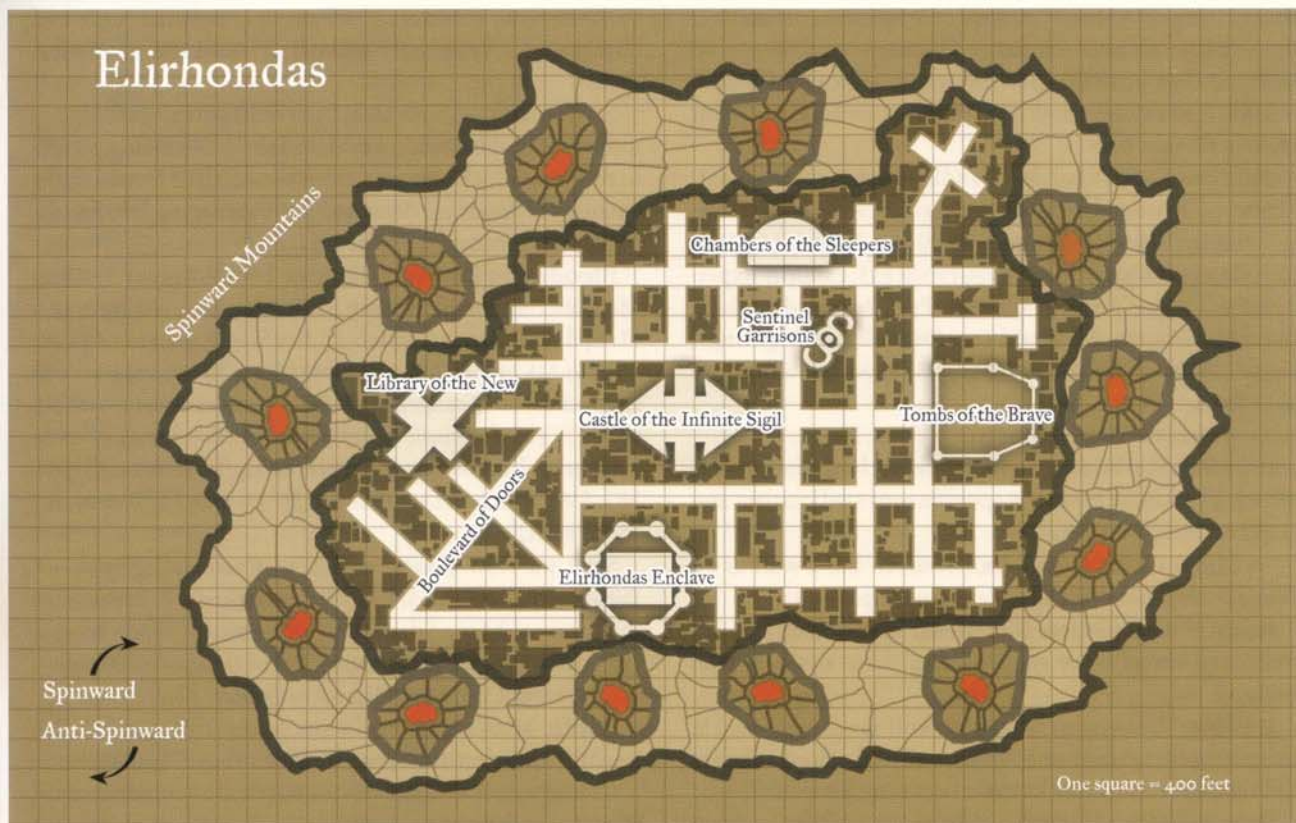 Elirhondas
Spinward Mountains
Chambers of the Sleepers
Sentinel
Garrisons
Library of the New
Castle of the Infinite Sigil
Tombs of the Brave
Boulevard of Doors
Elirhondas Enclave
Spinward
Anti-Spinward
One square = 400 feet